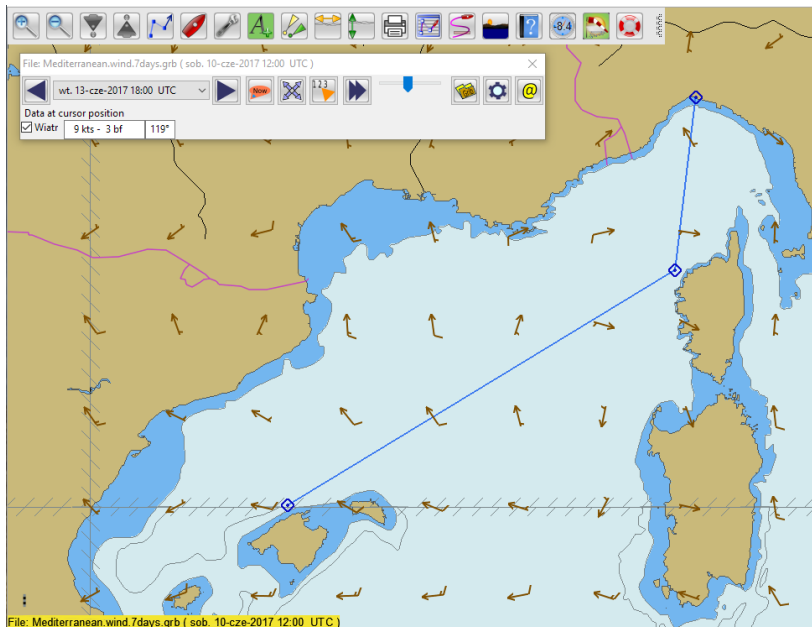 File: Mediterranean.wind.7days.grb ( sob. 10-cze-2017 12:00 UTC )
wt. 13-cze-2017 18:00 UTC
Now
1 2 3
@
Data at cursor position
Wiatr 9 kts - 3 bf 119°
File: Mediterranean.wind.7days.grb ( sob. 10-cze-2017 12:00 UTC )